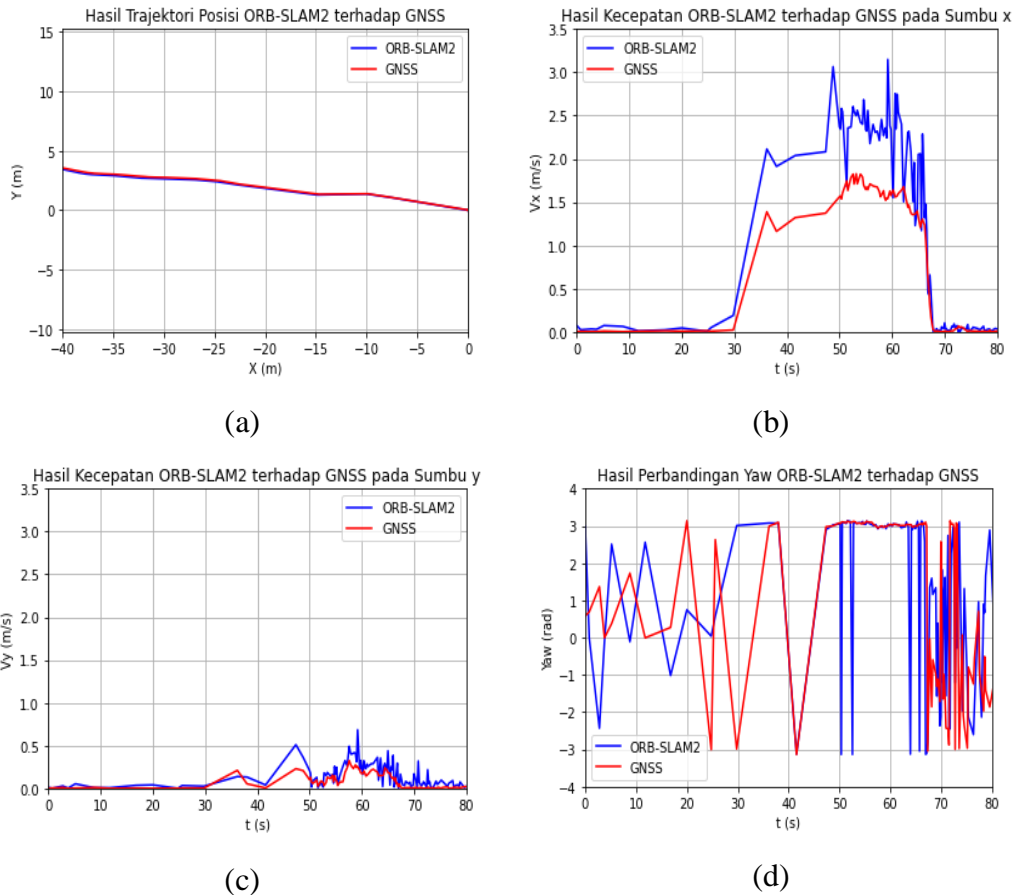 Hasil Trajektori Posisi ORB-SLAM2 terhadap GNSS
ORB-SLAM2
GNSS
15
10
5
0
−5
−10
Y (m)
−40 −35 −30 −25 −20 −15 −10 −5 0
X (m)
(a)
Hasil Kecepatan ORB-SLAM2 terhadap GNSS pada Sumbu x
ORB-SLAM2
GNSS
3.5
3.0
2.5
2.0
1.5
1.0
0.5
0.0
Vx (m/s)
0 10 20 30 40 50 60 70 80
t (s)
(b)
Hasil Kecepatan ORB-SLAM2 terhadap GNSS pada Sumbu y
ORB-SLAM2
GNSS
3.5
3.0
2.5
2.0
1.5
1.0
0.5
0.0
Vy (m/s)
0 10 20 30 40 50 60 70 80
t (s)
(c)
Hasil Perbandingan Yaw ORB-SLAM2 terhadap GNSS
4
3
2
1
0
−1
−2
−3
−4
Yaw (rad)
ORB-SLAM2
GNSS
0 10 20 30 40 50 60 70 80
t (s)
(d)